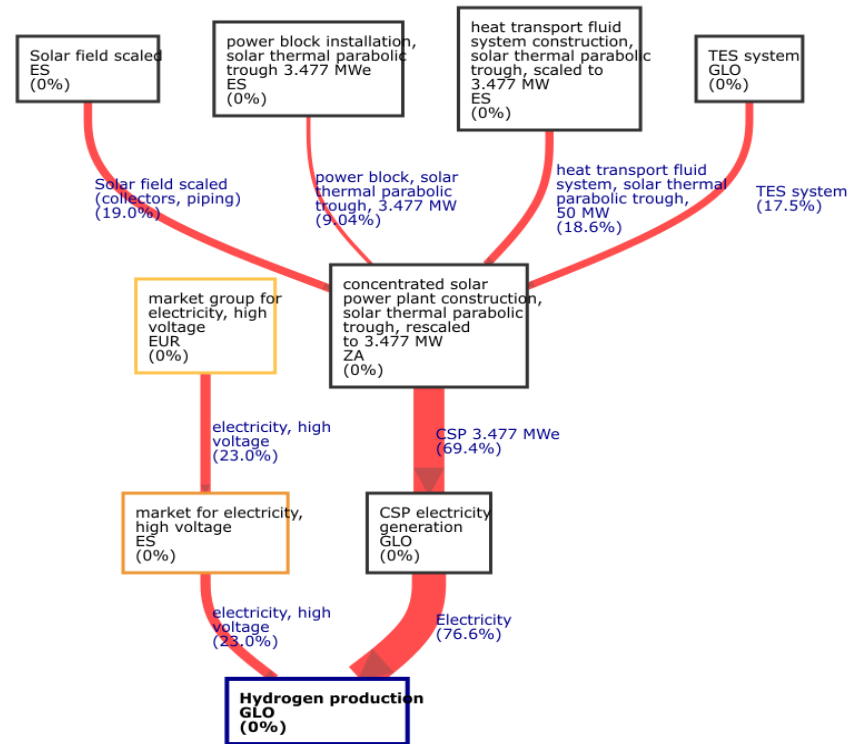 Solar field scaled
ES
(0%)
power block installation,
solar thermal parabolic
trough 3.477 MWe
ES
(0%)
heat transport fluid
system construction,
solar thermal parabolic
trough, scaled to
3.477 MW
ES
(0%)
TES system
GLO
(0%)
Solar field scaled
(collectors, piping)
(19.0%)
power block, solar
thermal parabolic
trough, 3.477 MW
(9.04%)
heat transport fluid
system, solar thermal
parabolic trough,
50 MW
(18.6%)
TES system
(17.5%)
market group for
electricity, high
voltage
EUR
(0%)
concentrated solar
power plant construction,
solar thermal parabolic
trough, rescaled
to 3.477 MW
ZA
(0%)
electricity, high
voltage
(23.0%)
CSP 3.477 MWe
(69.4%)
market for electricity,
high voltage
ES
(0%)
CSP electricity
generation
GLO
(0%)
electricity, high
voltage
(23.0%)
Electricity
(76.6%)
Hydrogen production
GLO
(0%)